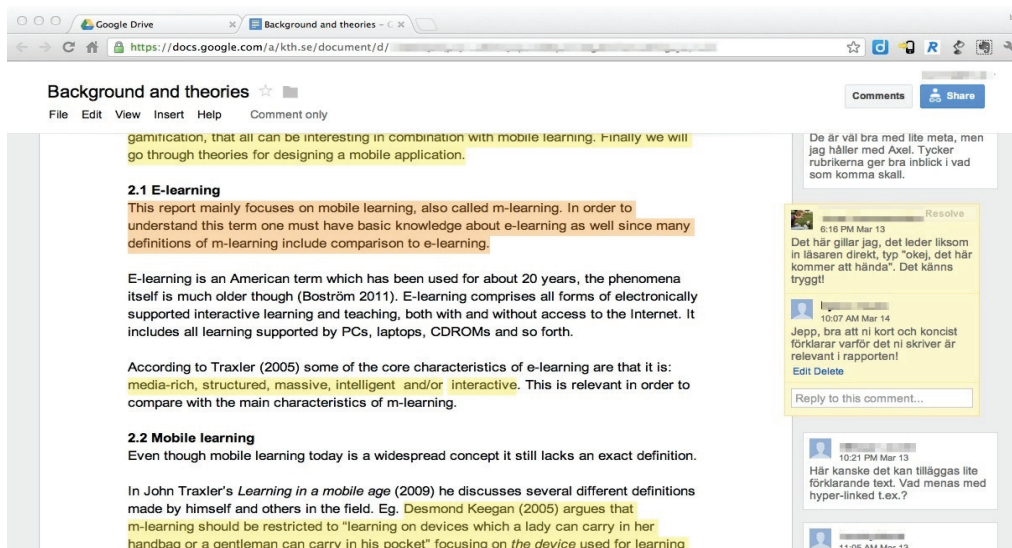 Google Drive
Background and theories –
https://docs.google.com/a/kth.se/document/d/
Background and theories
File Edit View Insert Help Comment only
Comments
Share
gamification, that all can be interesting in combination with mobile learning. Finally we will
go through theories for designing a mobile application.
2.1 E-learning
This report mainly focuses on mobile learning, also called m-learning. In order to
understand this term one must have basic knowledge about e-learning as well since many
definitions of m-learning include comparison to e-learning.
E-learning is an American term which has been used for about 20 years, the phenomena
itself is much older though (Boström 2011). E-learning comprises all forms of electronically
supported interactive learning and teaching, both with and without access to the Internet. It
includes all learning supported by PCs, laptops, CDROMs and so forth.
According to Traxler (2005) some of the core characteristics of e-learning are that it is:
media-rich, structured, massive, intelligent and/or interactive. This is relevant in order to
compare with the main characteristics of m-learning.
2.2 Mobile learning
Even though mobile learning today is a widespread concept it still lacks an exact definition.
In John Traxler's Learning in a mobile age (2009) he discusses several different definitions
made by himself and others in the field. Eg. Desmond Keegan (2005) argues that
m-learning should be restricted to “learning on devices which a lady can carry in her
handbag or a gentleman can carry in his pocket” focusing on the device used for learning
De är väl bra med lite meta, men
jag håller med Axel. Tycker
rubrikerna ger bra inblick i vad
som komma skall.
Resolve
6:16 PM Mar 13
Det här gillar jag, det leder liksom
in läsaren direkt, typ "okej, det här
kommer att hända". Det känns
tryggt!
10:07 AM Mar 14
Jepp, bra att ni kort och koncist
förklarar varför det ni skriver är
relevant i rapporten!
Edit Delete
Reply to this comment...
10:21 PM Mar 13
Här kanske det kan tilläggas lite
förklarande text. Vad menas med
hyper-linked t.ex.?
11:05 AM Mar 13